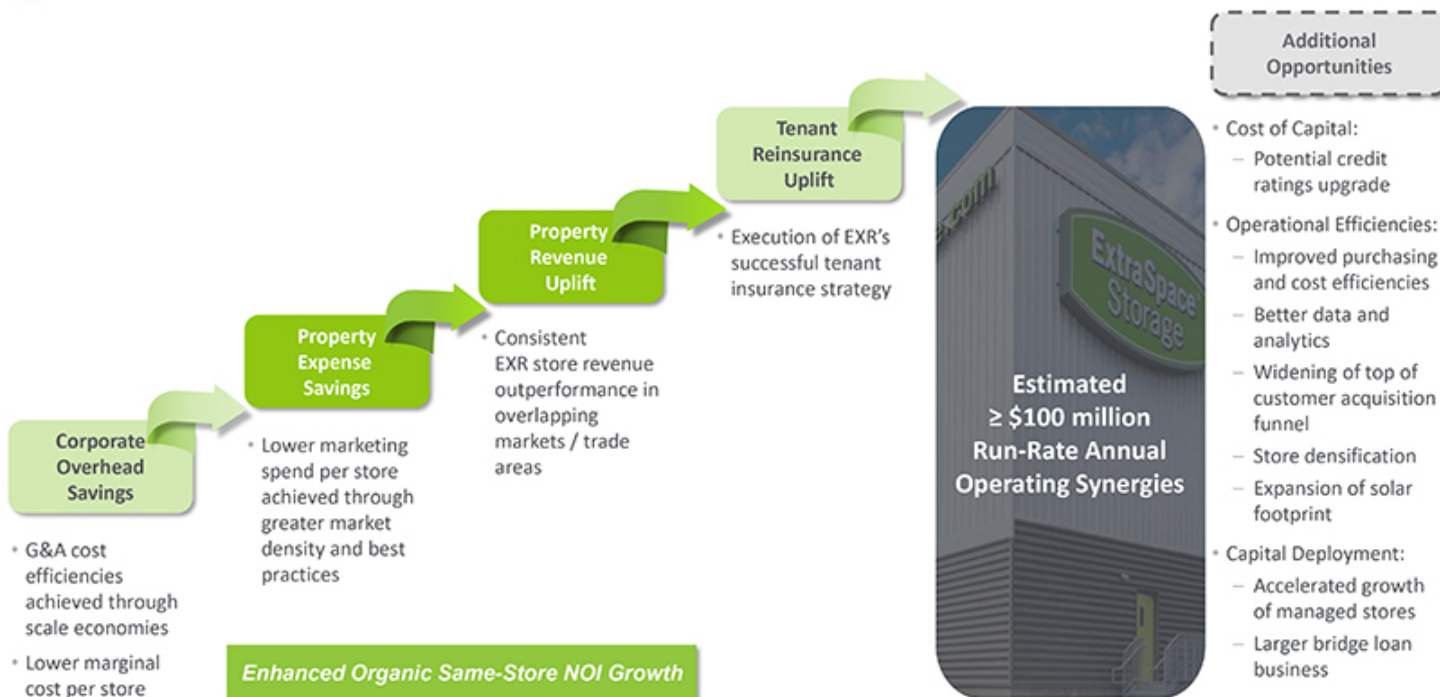 Corporate
Overhead
Savings
• G&A cost
efficiencies
achieved through
scale economies
• Lower marginal
cost per store
Property
Expense
Savings
• Lower marketing
spend per store
achieved through
greater market
density and best
practices
Property
Revenue
Uplift
• Consistent
EXR store revenue
outperformance in
overlapping
markets / trade
areas
Tenant
Reinsurance
Uplift
• Execution of EXR's
successful tenant
insurance strategy
Enhanced Organic Same-Store NOI Growth
e.com
ExtraSpace
Storage
Estimated
≥ $100 million
Run-Rate Annual
Operating Synergies
Additional
Opportunities
• Cost of Capital:
– Potential credit
ratings upgrade
• Operational Efficiencies:
– Improved purchasing
and cost efficiencies
– Better data and
analytics
– Widening of top of
customer acquisition
funnel
– Store densification
– Expansion of solar
footprint
• Capital Deployment:
– Accelerated growth
of managed stores
– Larger bridge loan
business